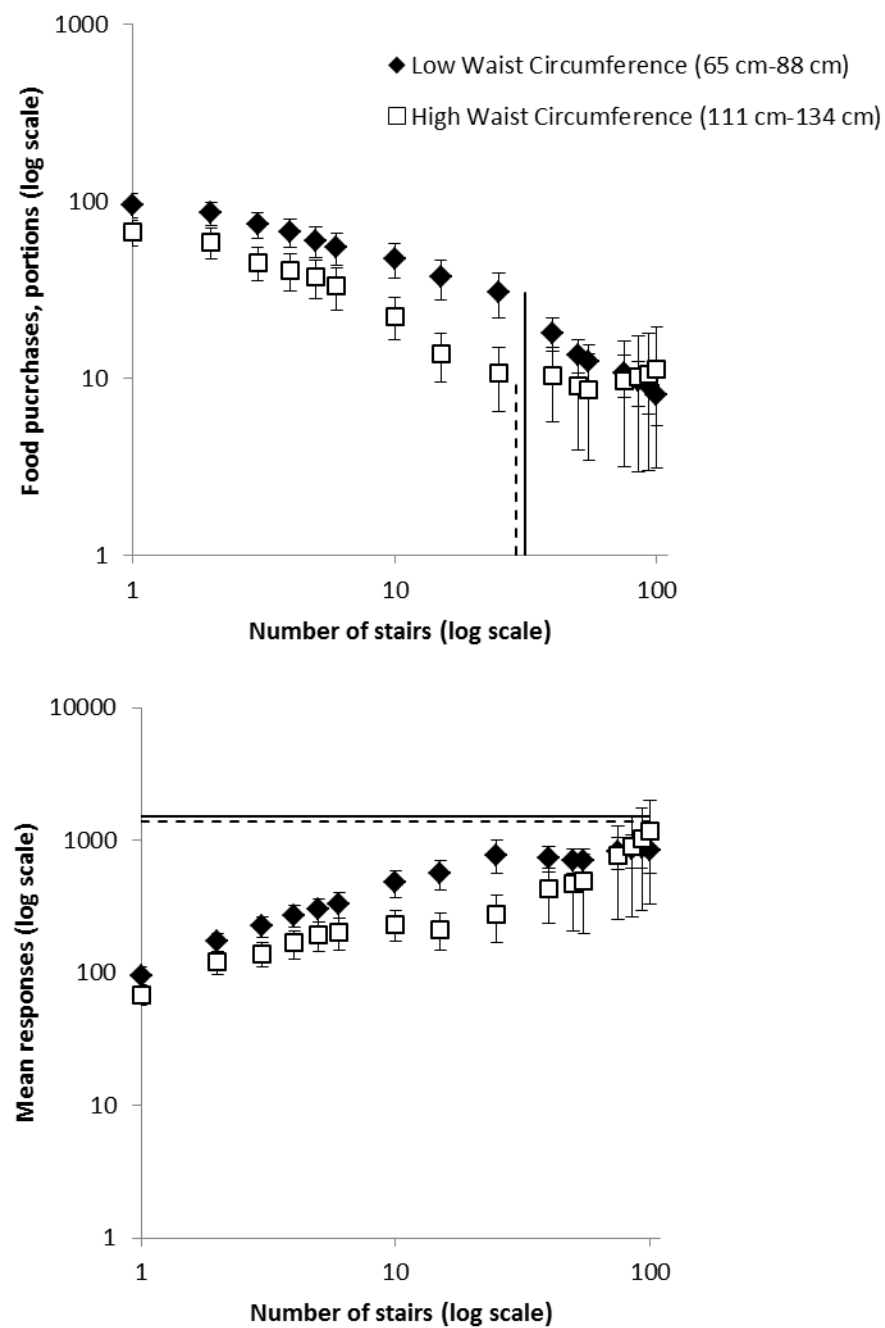 1000
Low Waist Circumference (65 cm-88 cm)
High Waist Circumference (111 cm-134 cm)
100
10
1
Food pucrchases, portions (log scale)
1
10
100
Number of stairs (log scale)
10000
1000
100
10
1
Mean responses (log scale)
1
10
100
Number of stairs (log scale)